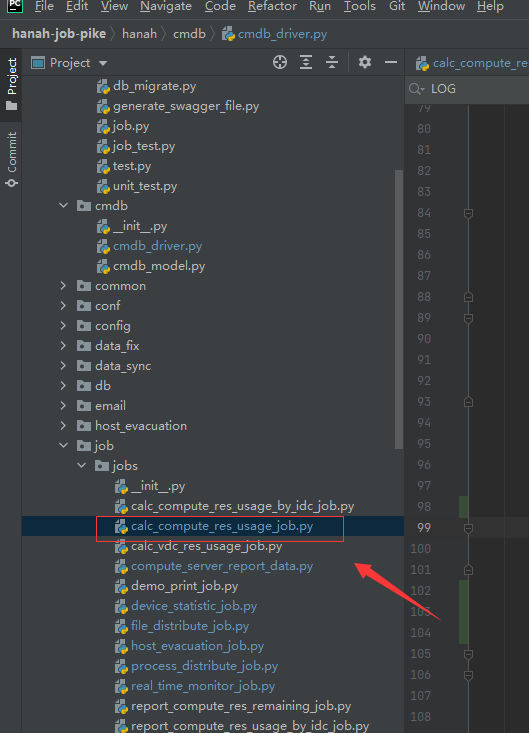 PC File Edit View Navigate Code Refactor Run Tools Git Window Help
hanah-job-pike hanah cmdb cmdb_driver.py
Project
Commit
Project
db_migrate.py
generate_swagger_file.py
job.py
job_test.py
test.py
unit_test.py
cmdb
__init__.py
cmdb_driver.py
cmdb_model.py
common
conf
config
data_fix
data_sync
db
email
host_evacuation
job
jobs
__init__.py
calc_compute_res_usage_by_idc_job.py
calc_compute_res_usage_job.py
calc_vdc_res_usage_job.py
compute_server_report_data.py
demo_print_job.py
device_statistic_job.py
file_distribute_job.py
host_evacuation_job.py
process_distribute_job.py
real_time_monitor_job.py
report_compute_res_remaining_job.py
report_compute_res_usage_by_idc_job.py
calc_compute_re
LOG
79
80
81
82
83
84
85
86
87
88
89
90
91
92
93
94
95
96
97
98
99
100
101
102
103
104
105
106
107
108